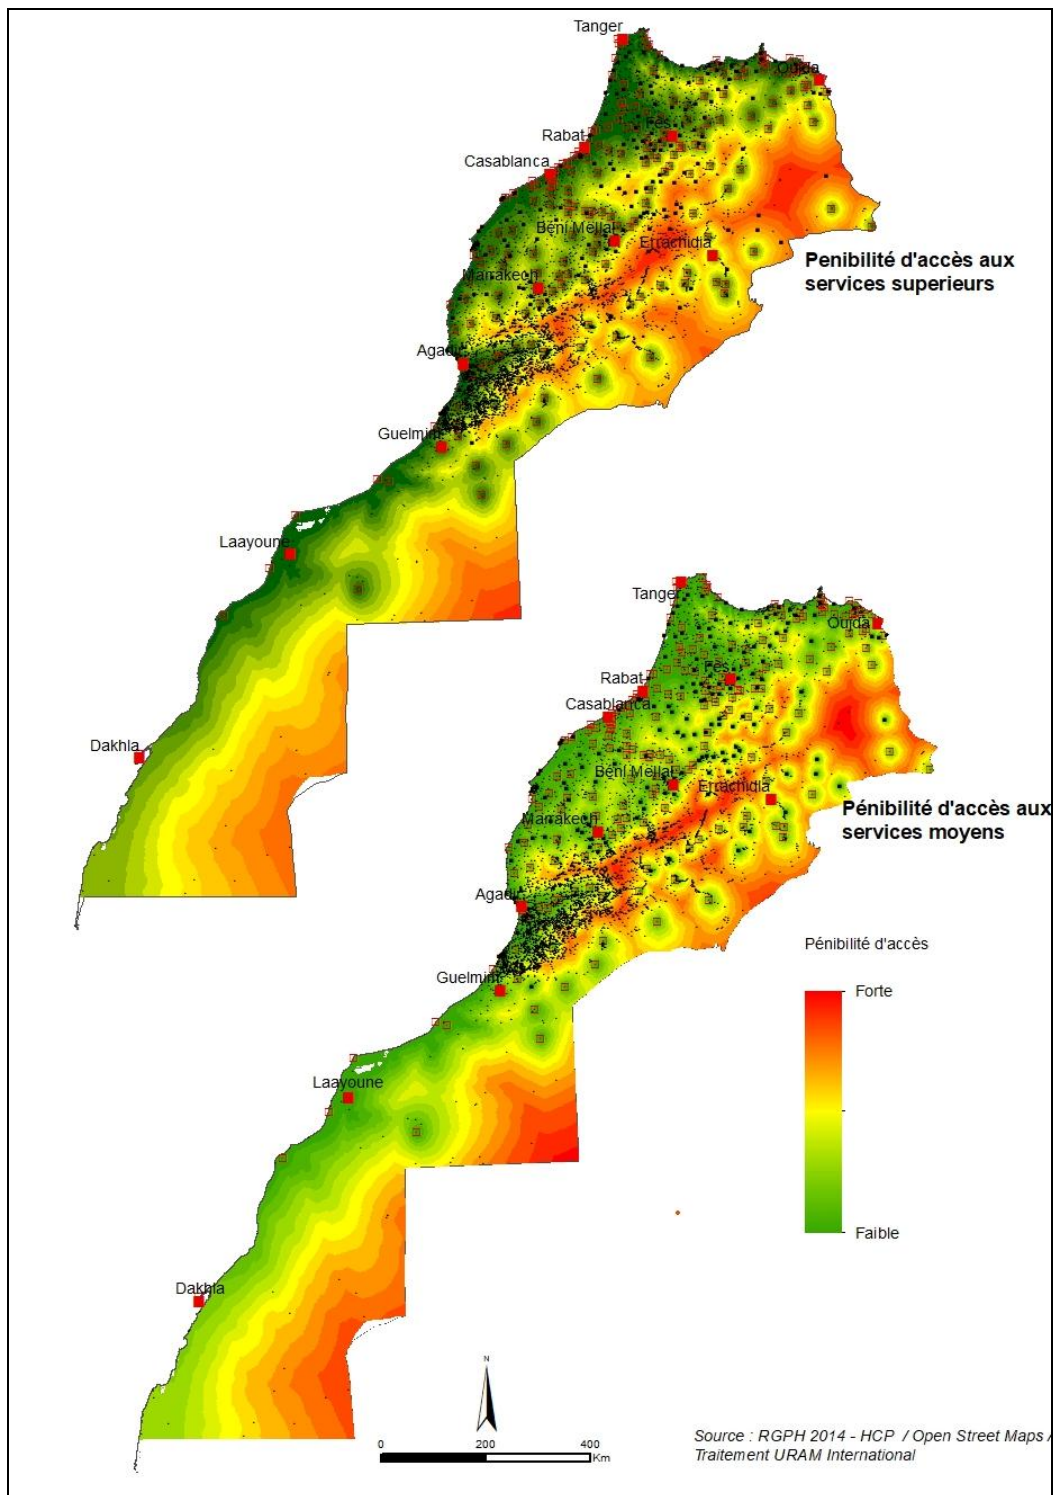 Tanger
Oujda
Fès
Rabat
Casablanca
Beni Mellal
Errachidia
Penibilité d'accès aux
services superieurs
Marrakech
Agadir
Guelmim
Laayoune
Dakhla
Tanger
Oujda
Fès
Rabat
Casablanca
Beni Mellal
Errachidia
Pénibilité d'accès aux
services moyens
Marrakech
Agadir
Guelmim
Laayoune
Dakhla
Pénibilité d'accès
Forte
Faible
N
0 200 400
Km
Source : RGPH 2014 - HCP / Open Street Maps /
Traitement URAM International